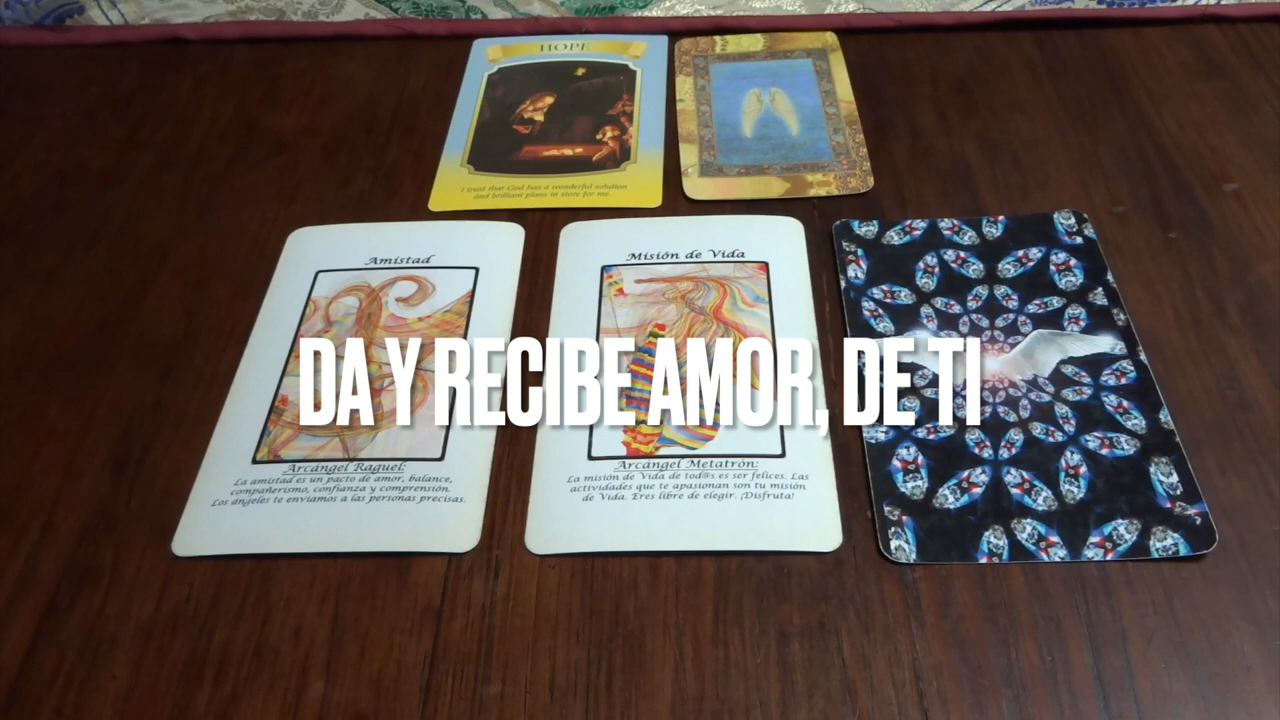 HOPE
I trust that God has a wonderful solution
and brilliant plans in store for me.
Amistad
Arcángel Raguel:
La amistad es un pacto de amor, balance,
compañerismo, confianza y comprensión.
Los ángeles te enviamos a las personas precisas.
Misión de Vida
Arcángel Metatrón:
La misión de Vida de tod@s es ser felices. Las
actividades que te apasionan son tu misión
de Vida. Eres libre de elegir. ¡Disfruta!
DA Y RECIBE AMOR, DE TI